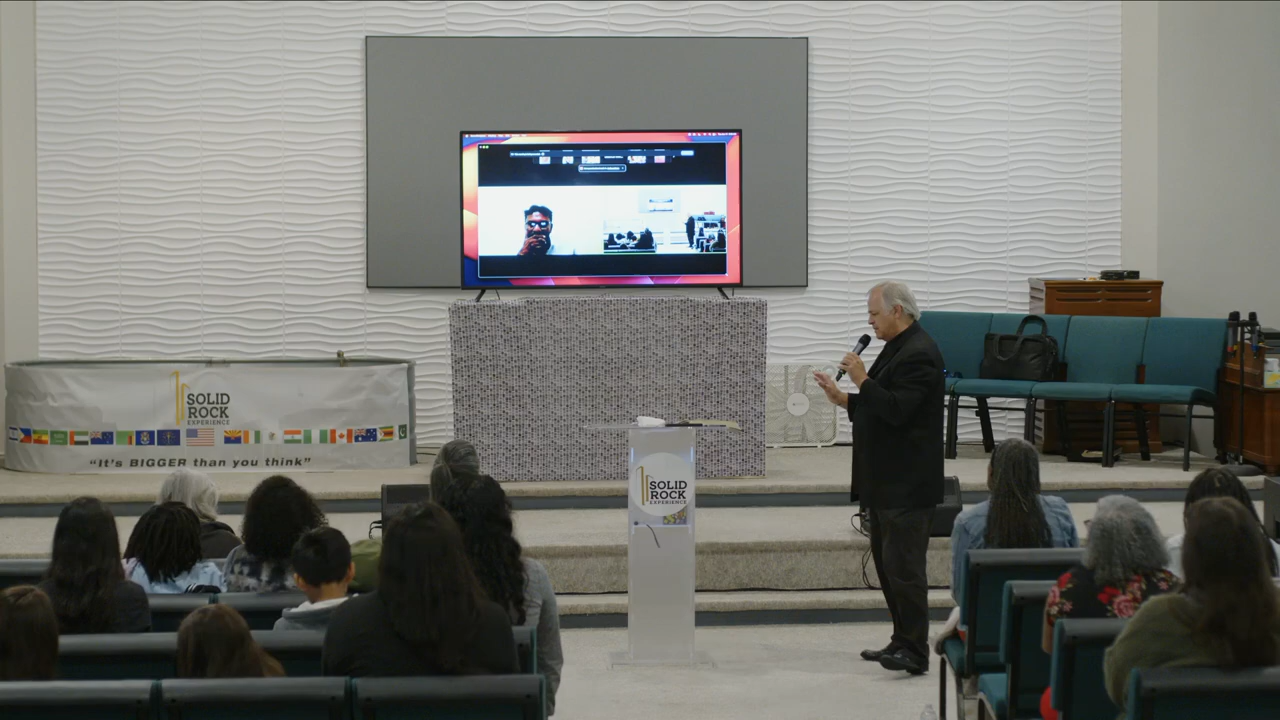 SOLID
ROCK
EXPERIENCE
"It's BIGGER than you think"
SOLID
ROCK
EXPERIENCE